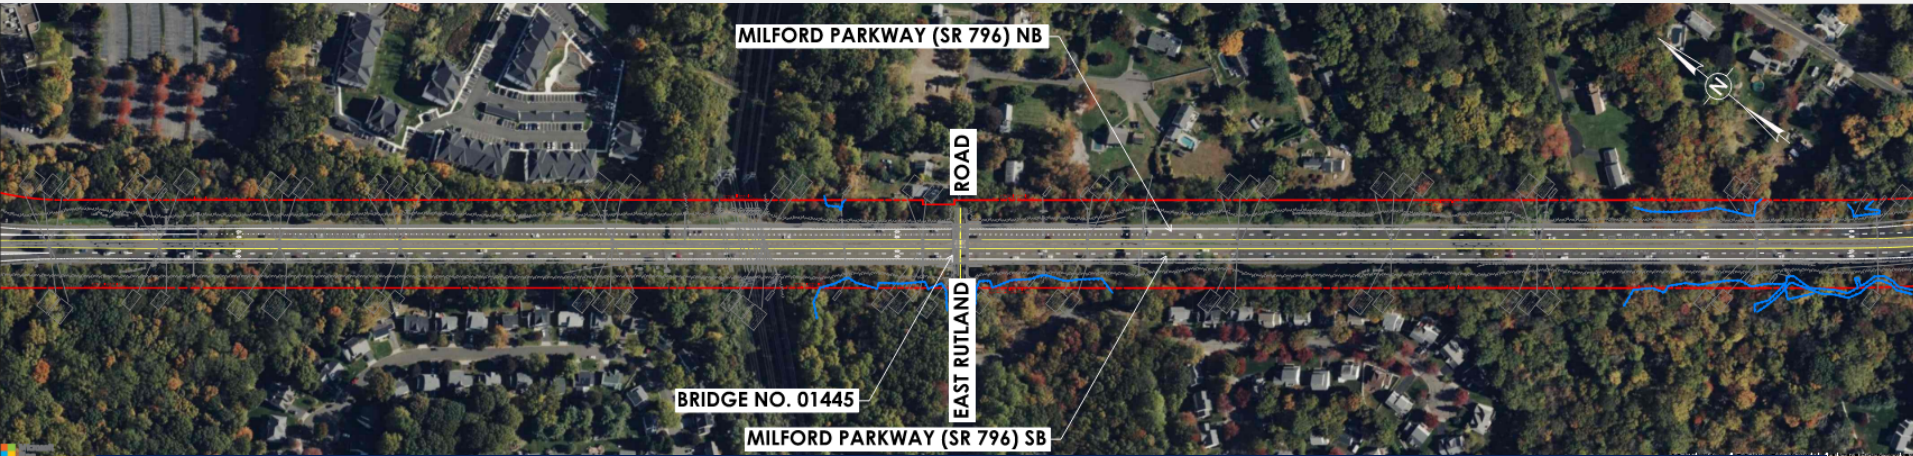 MILFORD PARKWAY (SR 796) NB
N
EAST RUTLAND ROAD
BRIDGE NO. 01445
MILFORD PARKWAY (SR 796) SB